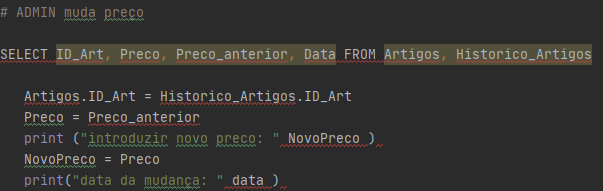 # ADMIN muda preço
SELECT ID_Art, Preco, Preco_anterior, Data FROM Artigos, Historico_Artigos
Artigos.ID_Art = Historico_Artigos.ID_Art
Preco = Preco_anterior
print ("introduzir novo preco: " NovoPreco )
NovoPreco = Preco
print("data da mudança: " data )